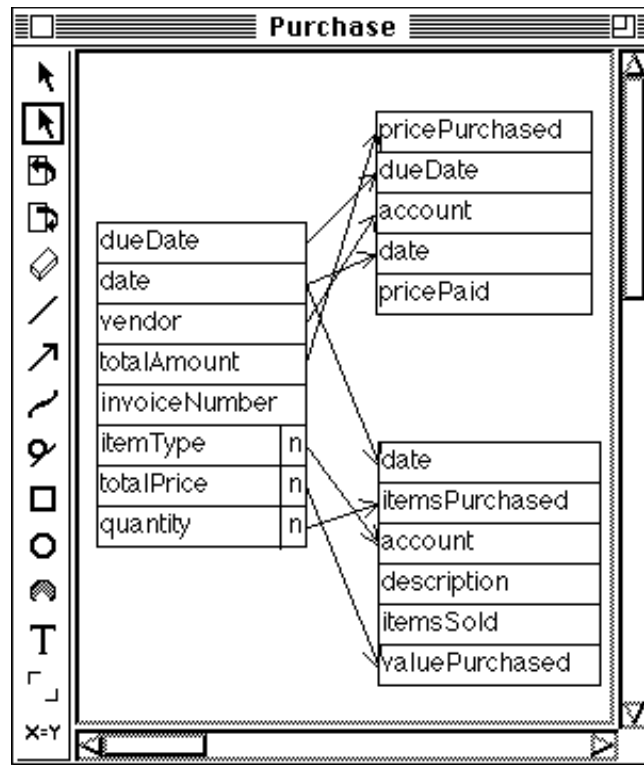 Purchase
pricePurchased
dueDate
account
date
pricePaid
dueDate
date
vendor
totalAmount
invoiceNumber
itemType n
totalPrice n
quantity n
date
itemsPurchased
account
description
itemsSold
valuePurchased
T
X=Y